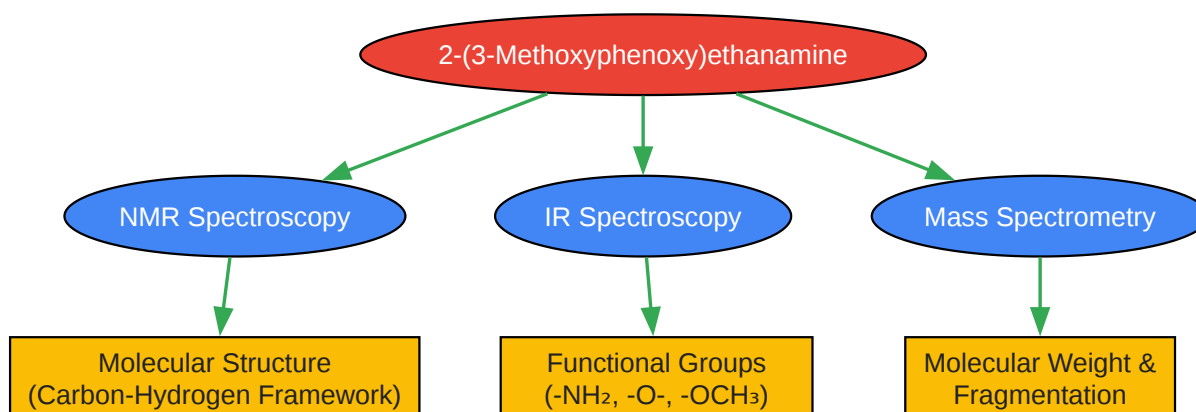 2-(3-Methoxyphenoxy)ethanamine
NMR Spectroscopy
IR Spectroscopy
Mass Spectrometry
Molecular Structure
(Carbon-Hydrogen Framework)
Functional Groups
(-NH₂, -O-, -OCH₃)
Molecular Weight &
Fragmentation